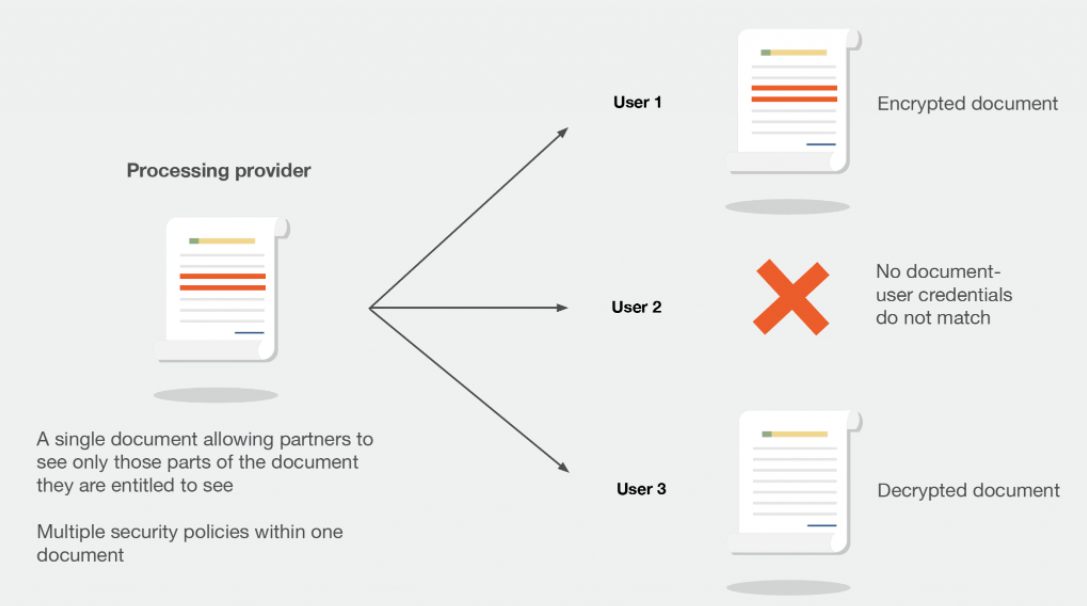 Processing provider
A single document allowing partners to
see only those parts of the document
they are entitled to see
Multiple security policies within one
document
User 1
Encrypted document
User 2
No document-
user credentials
do not match
User 3
Decrypted document